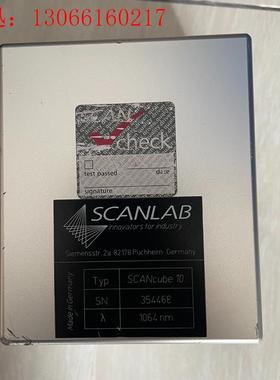 : 13066160217
SCAN
check
test passed
date
signature
SCANLAB
Innovators for Industry
Siemensstr. 2a 82178 Puchheim Germany
Made in Germany
Typ SCANcube 10
SN 354468
λ 1064 nm